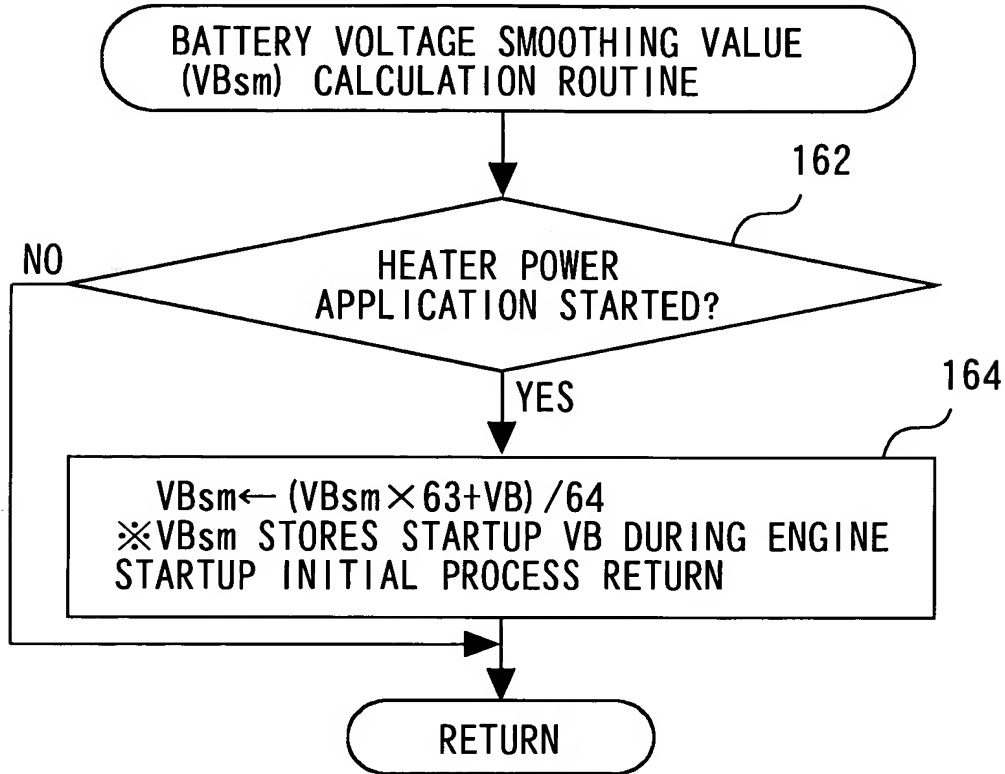 BATTERY VOLTAGE SMOOTHING VALUE
(VBsm) CALCULATION ROUTINE
162
NO
HEATER POWER
APPLICATION STARTED?
YES
164
VBsm←(VBsm×63+VB)/64
※VBsm STORES STARTUP VB DURING ENGINE
STARTUP INITIAL PROCESS RETURN
RETURN